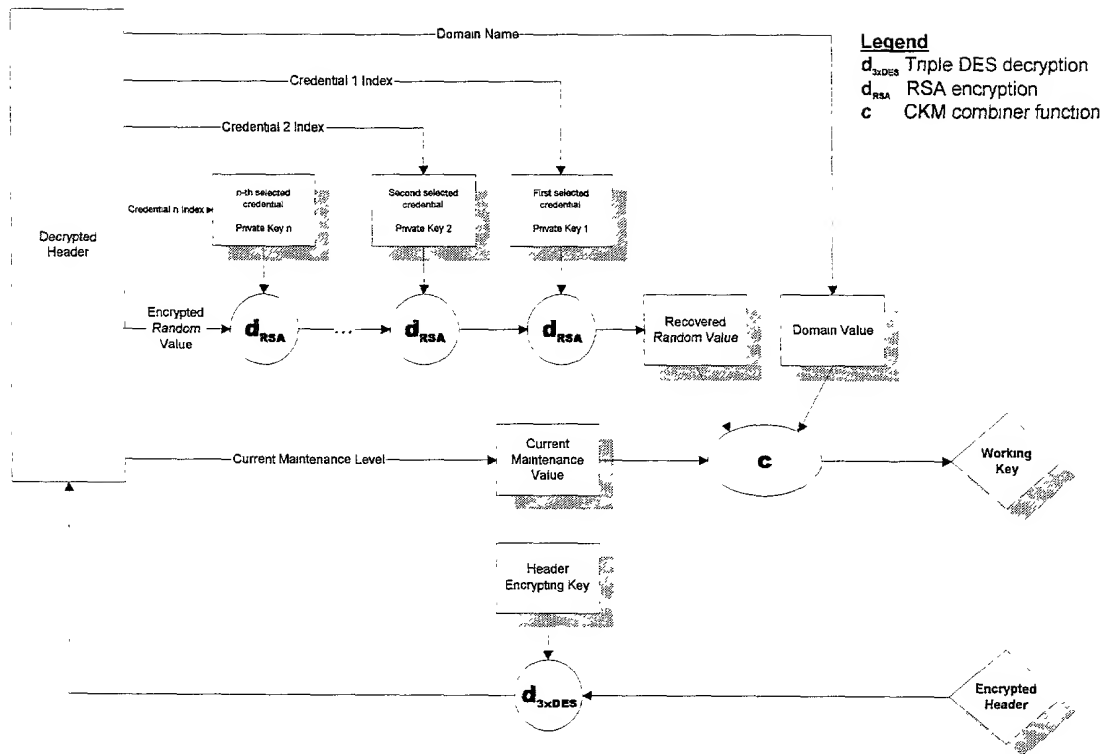 Domain Name
Legend
d3xDES Triple DES decryption
dRSA RSA encryption
c CKM combiner function
Credential 1 Index
Credential 2 Index
n-th selected
credential
Private Key n
Second selected
credential
Private Key 2
First selected
credential
Private Key 1
Credential n Index
Decrypted
Header
Encrypted
Random
Value
dRSA
...
dRSA
dRSA
Recovered
Random Value
Domain Value
Current Maintenance Level
Current
Maintenance
Value
c
Working
Key
Header
Encrypting Key
d3xDES
Encrypted
Header